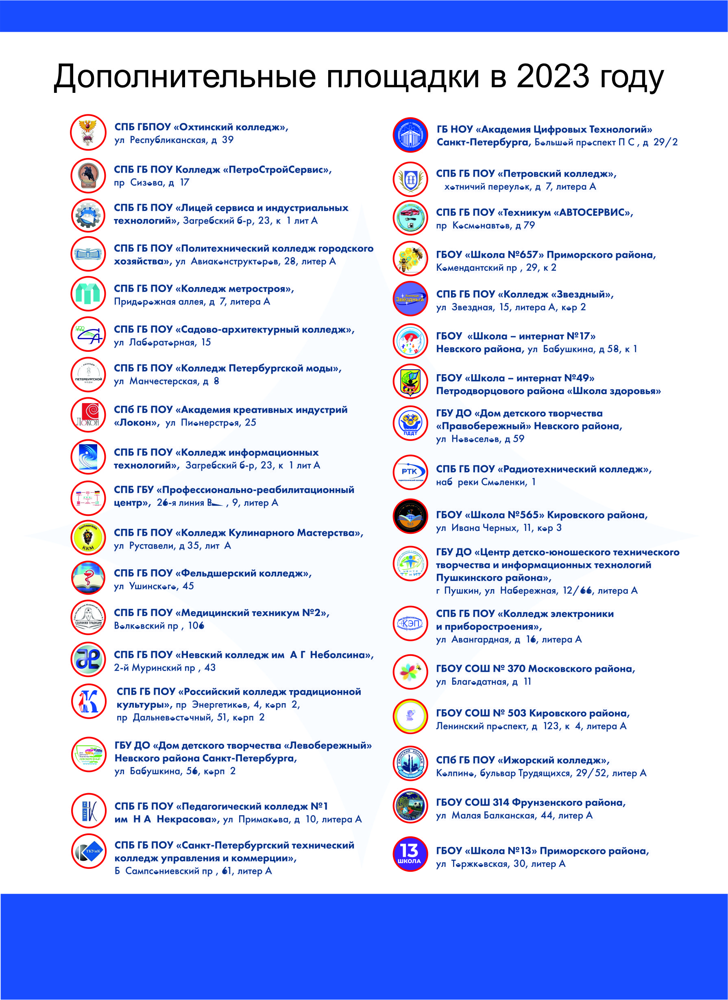 Дополнительные площадки в 2023 году
СПБ ГБПОУ «Охтинский колледж»,
ул Республиканская, д 39
СПБ ГБ ПОУ Колледж «ПетроСтройСервис»,
пр Сизова, д 17
СПБ ГБ ПОУ «Лицей сервиса и индустриальных
технологий», Загребский б-р, 23, к 1 лит А
СПБ ГБ ПОУ «Политехнический колледж городского
хозяйства», ул Авиаконструкторов, 28, литер А
СПБ ГБ ПОУ «Колледж метростроя»,
Придорожная аллея, д 7, литера А
СПБ ГБ ПОУ «Садово-архитектурный колледж»,
ул Лабораторная, 15
КОЛЛЕДЖ
ПЕТЕРБУРГСКОЙ
МОДЫ
СПБ ГБ ПОУ «Колледж Петербургской моды»,
ул Манчестерская, д 8
ЛОКОН
СПб ГБ ПОУ «Академия креативных индустрий
«Локон», ул Пионерстроя, 25
СПБ ГБ ПОУ «Колледж информационных
технологий», Загребский б-р, 23, к 1 лит А
СПБ ГБУ «Профессионально-реабилитационный
центр», 26-я линия В , 9, литер А
ККМ
СПБ ГБ ПОУ «Колледж Кулинарного Мастерства»,
ул Руставели, д 35, лит А
СПБ ГБ ПОУ «Фельдшерский колледж»,
ул Ушинского, 45
СОХРАНЯЯ ТРАДИЦИИ
СПБ ГБ ПОУ «Медицинский техникум №2»,
Волковский пр , 106
СПБ ГБ ПОУ «Невский колледж им А Г Неболсина»,
2-й Муринский пр , 43
К
СПБ ГБ ПОУ «Российский колледж традиционной
культуры», пр Энергетиков, 4, корп 2,
пр Дальневосточный, 51, корп 2
ЛЕВОБЕРЕЖНЫЙ
ГБУ ДО «Дом детского творчества «Левобережный»
Невского района Санкт-Петербурга,
ул Бабушкина, 56, корп 2
1872
СПБ ГБ ПОУ «Педагогический колледж №1
им Н А Некрасова», ул Примакова, д 10, литера А
ТКУиК
СПБ ГБ ПОУ «Санкт-Петербургский технический
колледж управления и коммерции»,
Б Сампсониевский пр , 61, литер А
ГБ НОУ «Академия Цифровых Технологий»
Санкт-Петербурга, Большой проспект П С , д 29/2
СПБ ГБ ПОУ «Петровский колледж»,
хотничий переулок, д 7, литера А
СПБ ГБ ПОУ «Техникум «АВТОСЕРВИС»,
пр Космонавтов, д 79
ГБОУ «Школа №657» Приморского района,
Комендантский пр , 29, к 2
Колледж
Звёздный
СПБ ГБ ПОУ «Колледж «Звездный»,
ул Звездная, 15, литера А, кор 2
ГБОУ «Школа – интернат №17»
Невского района, ул Бабушкина, д 58, к 1
ГБОУ «Школа – интернат №49»
Петродворцового района «Школа здоровья»
ПДДТ
ГБУ ДО «Дом детского творчества
«Правобережный» Невского района,
ул Новоселов, д 59
РТК
РАДИОТЕХНИЧЕСКИЙ КОЛЛЕДЖ
СПБ ГБ ПОУ «Радиотехнический колледж»,
наб реки Смоленки, 1
565
ГБОУ «Школа №565» Кировского района,
ул Ивана Черных, 11, кор 3
ЦЕНТР
ТТ и ИТ
ГБУ ДО «Центр детско-юношеского технического
творчества и информационных технологий
Пушкинского района»,
г Пушкин, ул Набережная, 12/66, литера А
КЭП
СПБ ГБ ПОУ «Колледж электроники
и приборостроения»,
ул Авангардная, д 16, литера А
ГБОУ СОШ № 370 Московского района,
ул Благодатная, д 11
ГБОУ СОШ № 503 Кировского района,
Ленинский проспект, д 123, к 4, литера А
ИЖОРСКИЙ КОЛЛЕДЖ
СПб ГБ ПОУ «Ижорский колледж»,
Колпино, бульвар Трудящихся, 29/52, литер А
ГБОУ СОШ 314 Фрунзенского района,
ул Малая Балканская, 44, литер А
13
ШКОЛА
ГБОУ «Школа №13» Приморского района,
ул Торжковская, 30, литер А